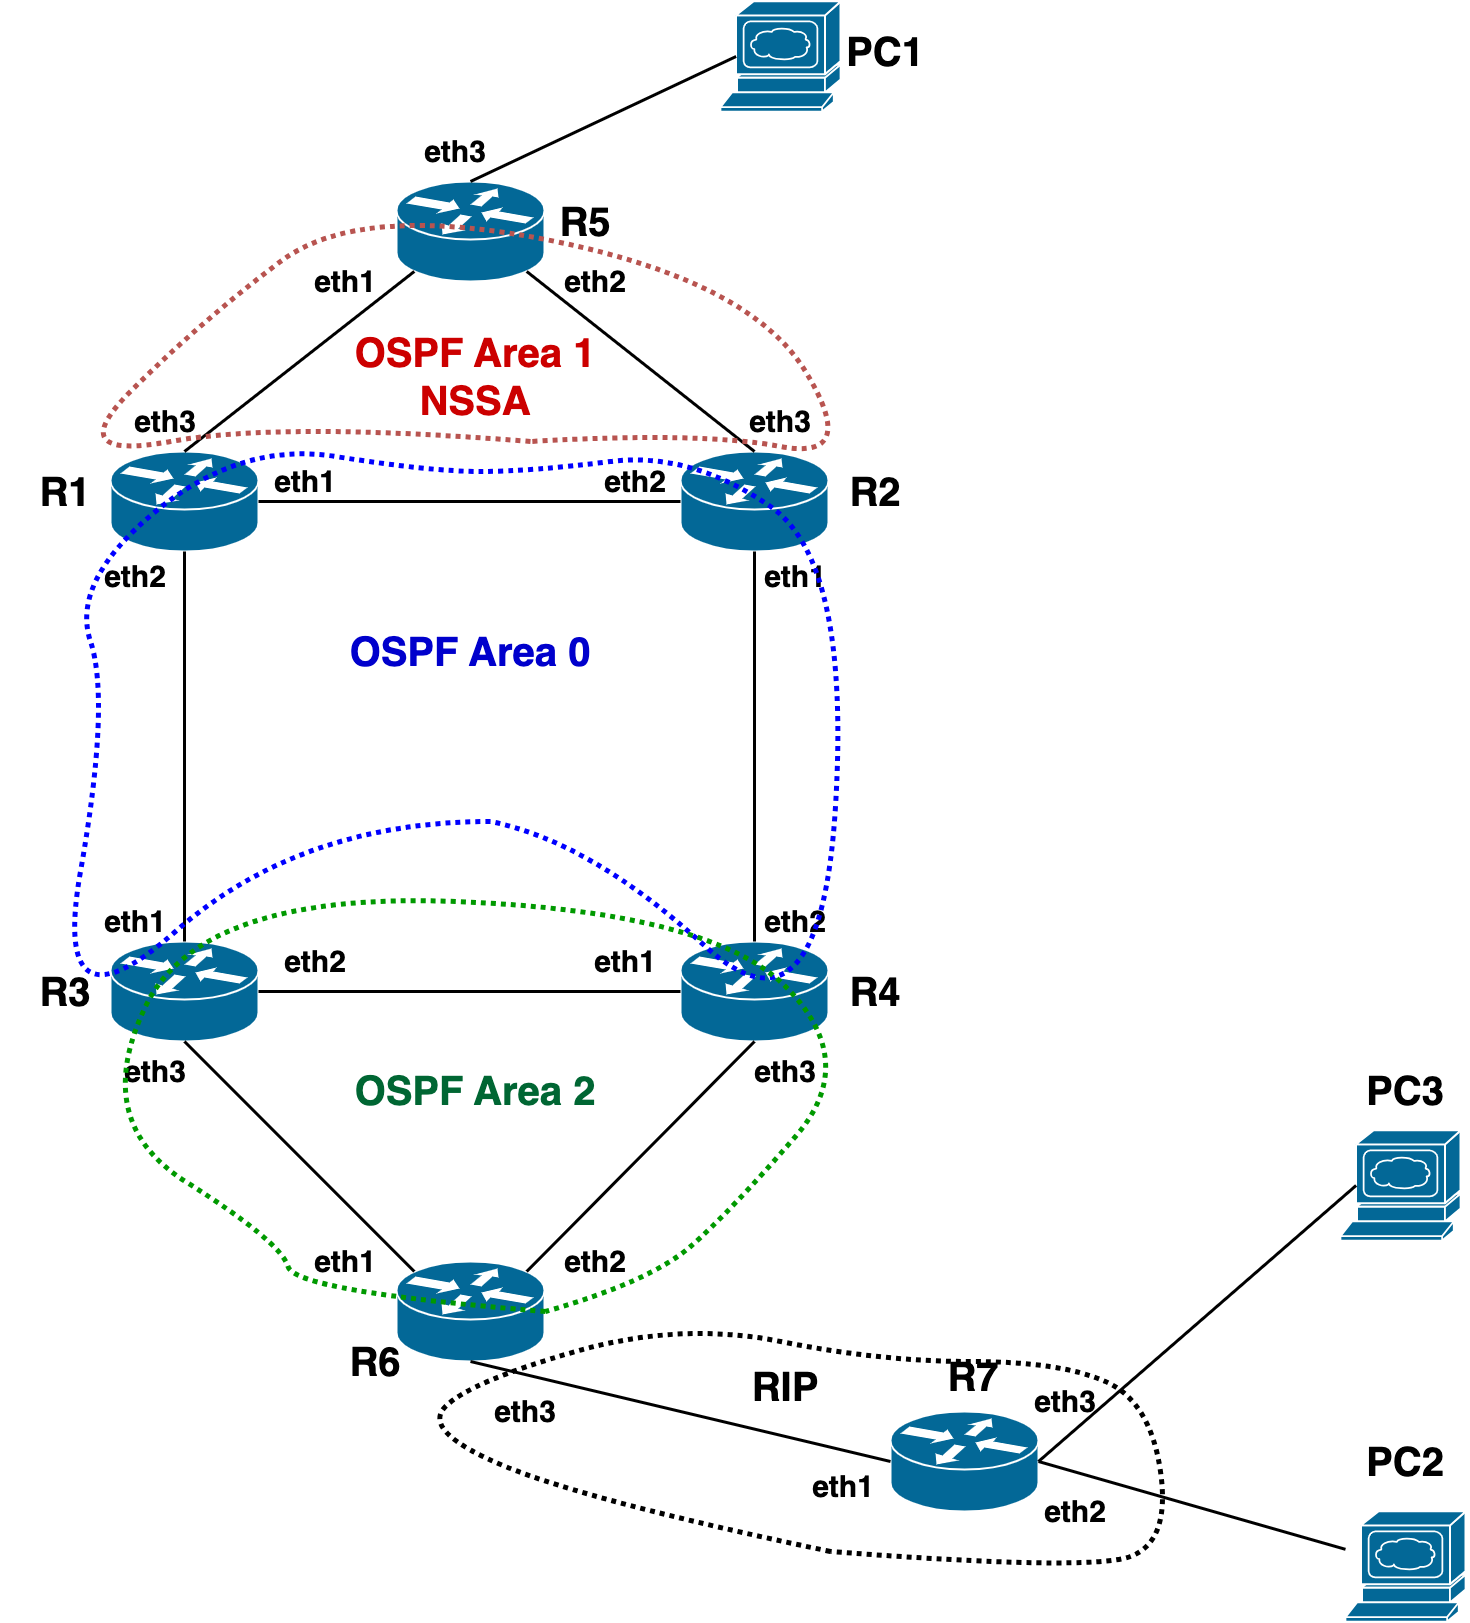 PC1
eth3
R5
eth1
eth2
OSPF Area 1
NSSA
eth3
eth3
R1
eth1
eth2
R2
eth2
eth1
OSPF Area 0
eth1
eth2
R3
eth2
eth1
R4
eth3
OSPF Area 2
eth3
PC3
eth1
eth2
R6
RIP
R7
eth3
eth3
PC2
eth1
eth2